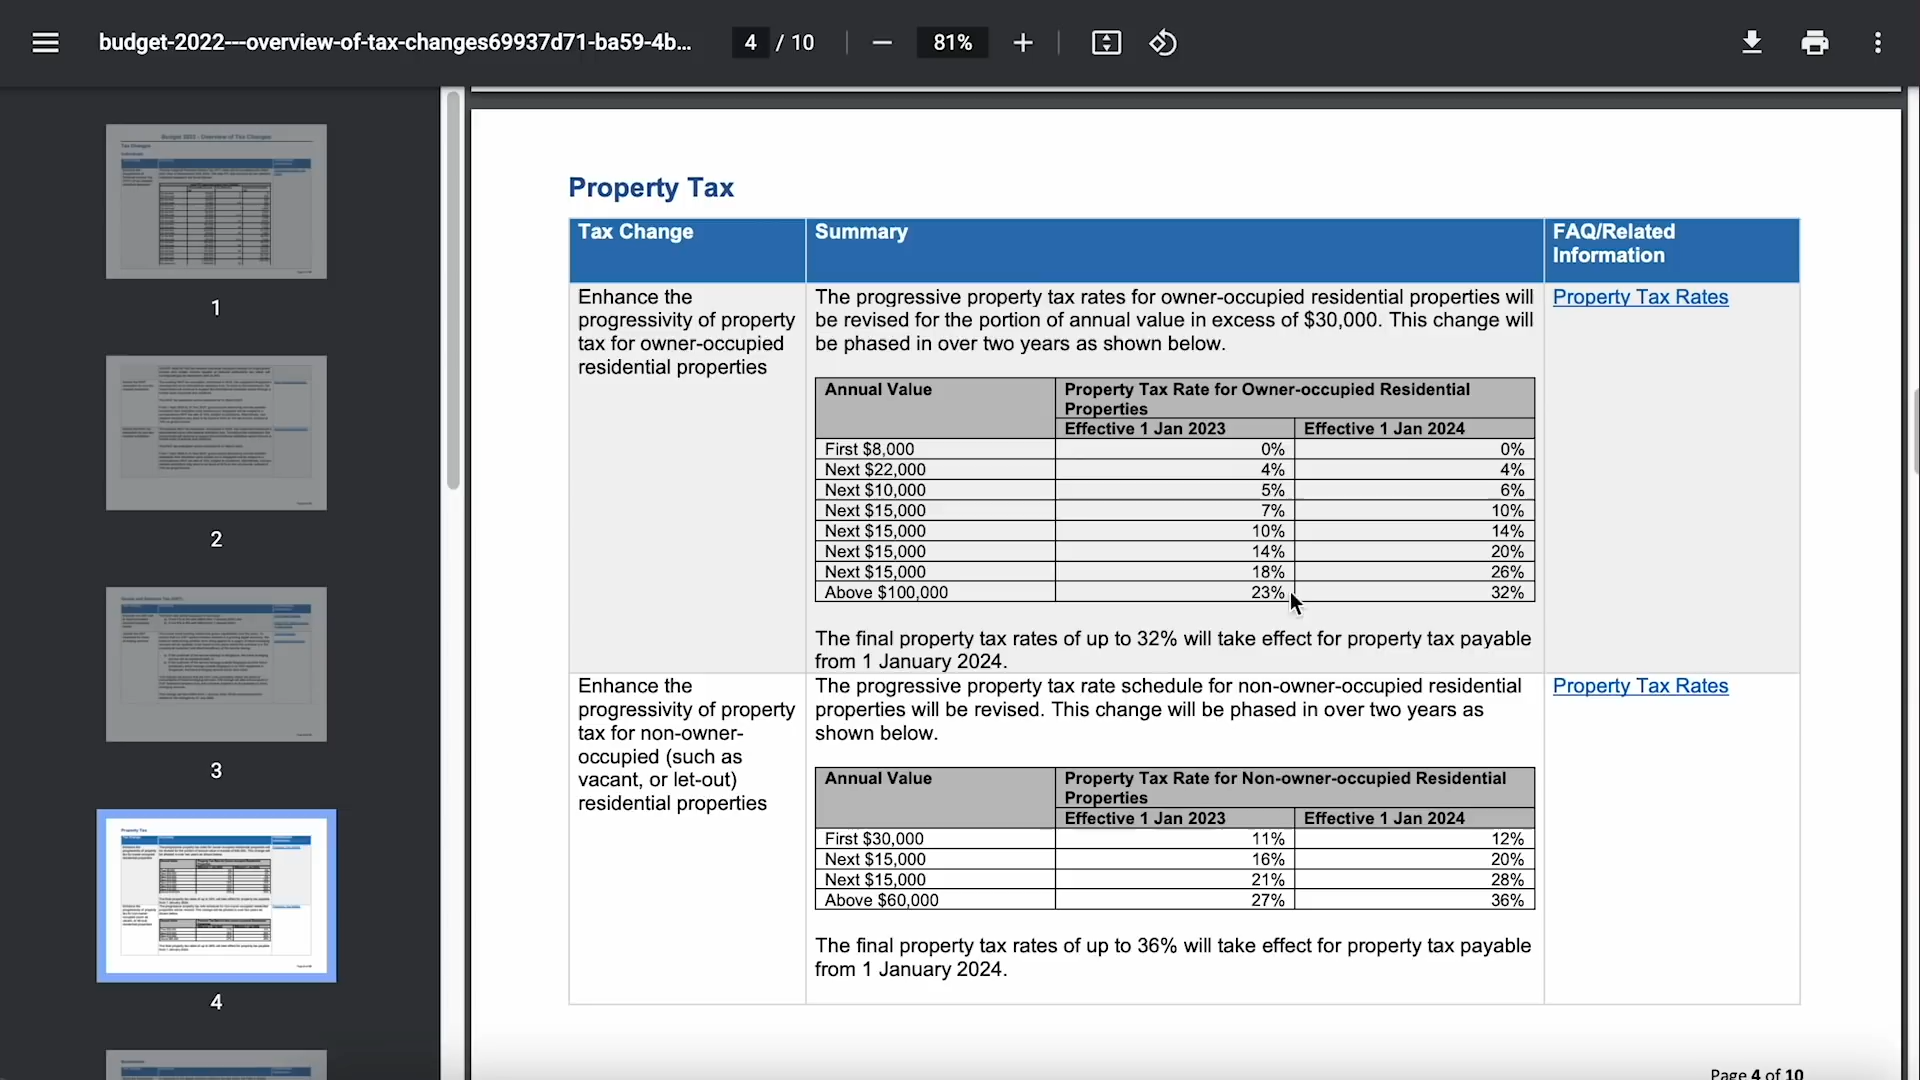 budget-2022---overview-of-tax-changes69937d71-ba59-4b...
4 / 10
81%
1
2
3
4
Property Tax
Tax Change
Summary
FAQ/Related
Information
Enhance the
progressivity of property
tax for owner-occupied
residential properties
The progressive property tax rates for owner-occupied residential properties will
be revised for the portion of annual value in excess of $30,000. This change will
be phased in over two years as shown below.
Property Tax Rates
Annual Value
Property Tax Rate for Owner-occupied Residential
Properties
Effective 1 Jan 2023 Effective 1 Jan 2024
First $8,000 0% 0%
Next $22,000 4% 4%
Next $10,000 5% 6%
Next $15,000 7% 10%
Next $15,000 10% 14%
Next $15,000 14% 20%
Next $15,000 18% 26%
Above $100,000 23% 32%
The final property tax rates of up to 32% will take effect for property tax payable
from 1 January 2024.
Enhance the
progressivity of property
tax for non-owner-
occupied (such as
vacant, or let-out)
residential properties
The progressive property tax rate schedule for non-owner-occupied residential
properties will be revised. This change will be phased in over two years as
shown below.
Property Tax Rates
Annual Value
Property Tax Rate for Non-owner-occupied Residential
Properties
Effective 1 Jan 2023 Effective 1 Jan 2024
First $30,000 11% 12%
Next $15,000 16% 20%
Next $15,000 21% 28%
Above $60,000 27% 36%
The final property tax rates of up to 36% will take effect for property tax payable
from 1 January 2024.
Page 4 of 10